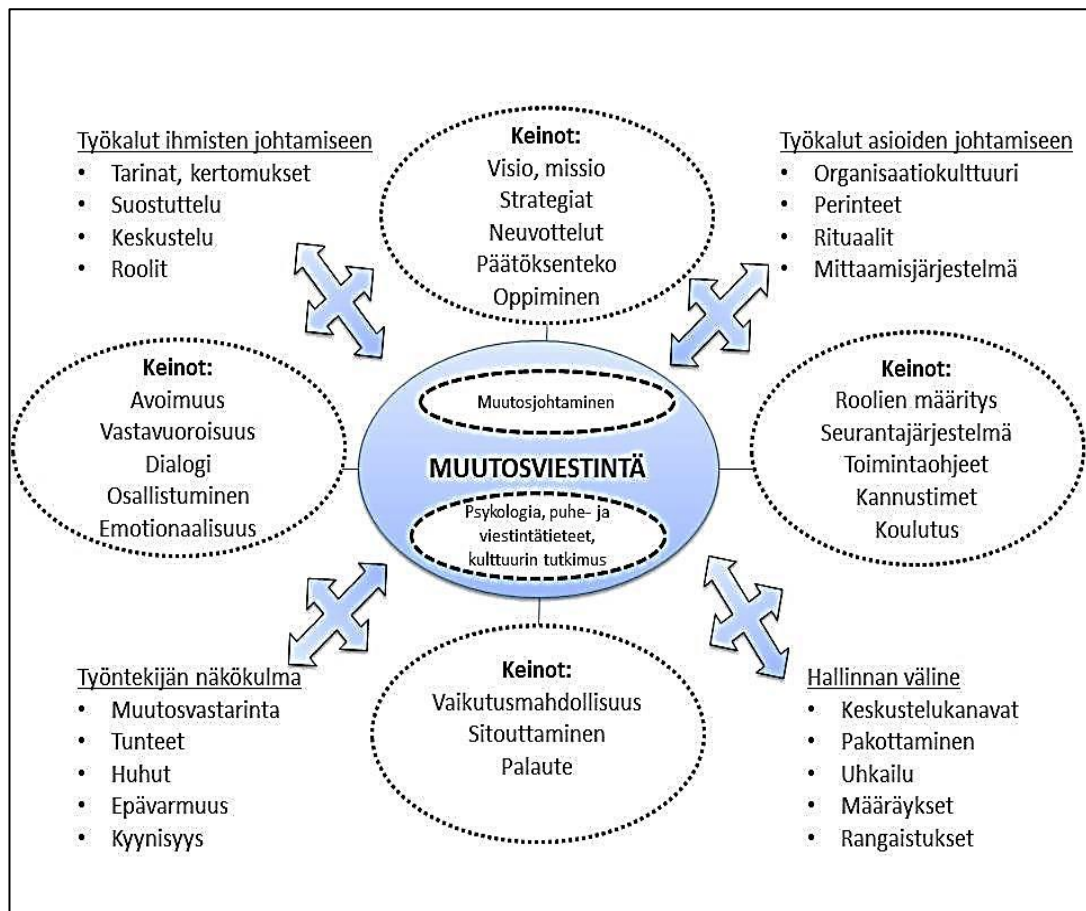 Työkalut ihmisten johtamiseen
• Tarinat, kertomukset
• Suostuttelu
• Keskustelu
• Roolit
Keinot:
Visio, missio
Strategiat
Neuvottelut
Päätöksenteko
Oppiminen
Työkalut asioiden johtamiseen
• Organisaatiokulttuuri
• Perinteet
• Rituaalit
• Mittaamisjärjestelmä
Keinot:
Avoimuus
Vastavuoroisuus
Dialogi
Osallistuminen
Emotionaalisuus
Muutosjohtaminen
MUUTOSVIESTINTÄ
Psykologia, puhe- ja
viestintätieteet,
kulttuurin tutkimus
Keinot:
Roolien määritys
Seurantajärjestelmä
Toimintaohjeet
Kannustimet
Koulutus
Työntekijän näkökulma
• Muutosvastarinta
• Tunteet
• Huhut
• Epävarmuus
• Kyynisyys
Keinot:
Vaikutusmahdollisuus
Sitouttaminen
Palaute
Hallinnan väline
• Keskustelukanavat
• Pakottaminen
• Uhkailu
• Määräykset
• Rangaistukset